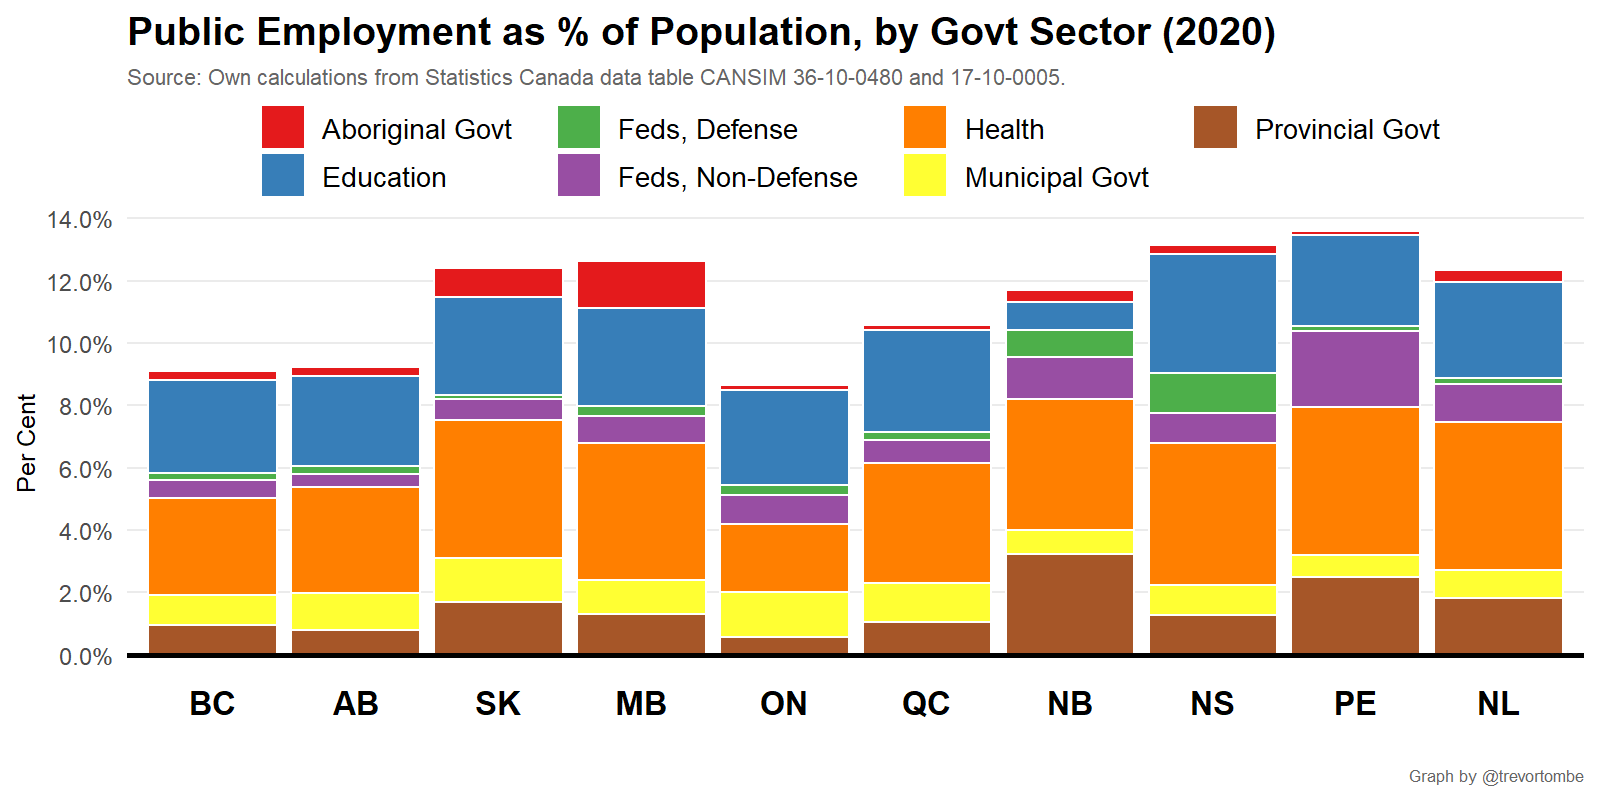 Public Employment as % of Population, by Govt Sector (2020)
Source: Own calculations from Statistics Canada data table CANSIM 36-10-0480 and 17-10-0005.
Aboriginal Govt Feds, Defense Health Provincial Govt
Education Feds, Non-Defense Municipal Govt
14.0%
12.0%
10.0%
8.0%
6.0%
4.0%
2.0%
0.0%
Per Cent
BC AB SK MB ON QC NB NS PE NL
Graph by @trevortombe